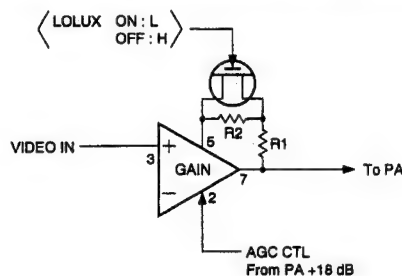 LOLUX ON : L
OFF : H
R2
R1
VIDEO IN
3
+
5
GAIN
7
To PA
−
2
AGC CTL
From PA +18 dB